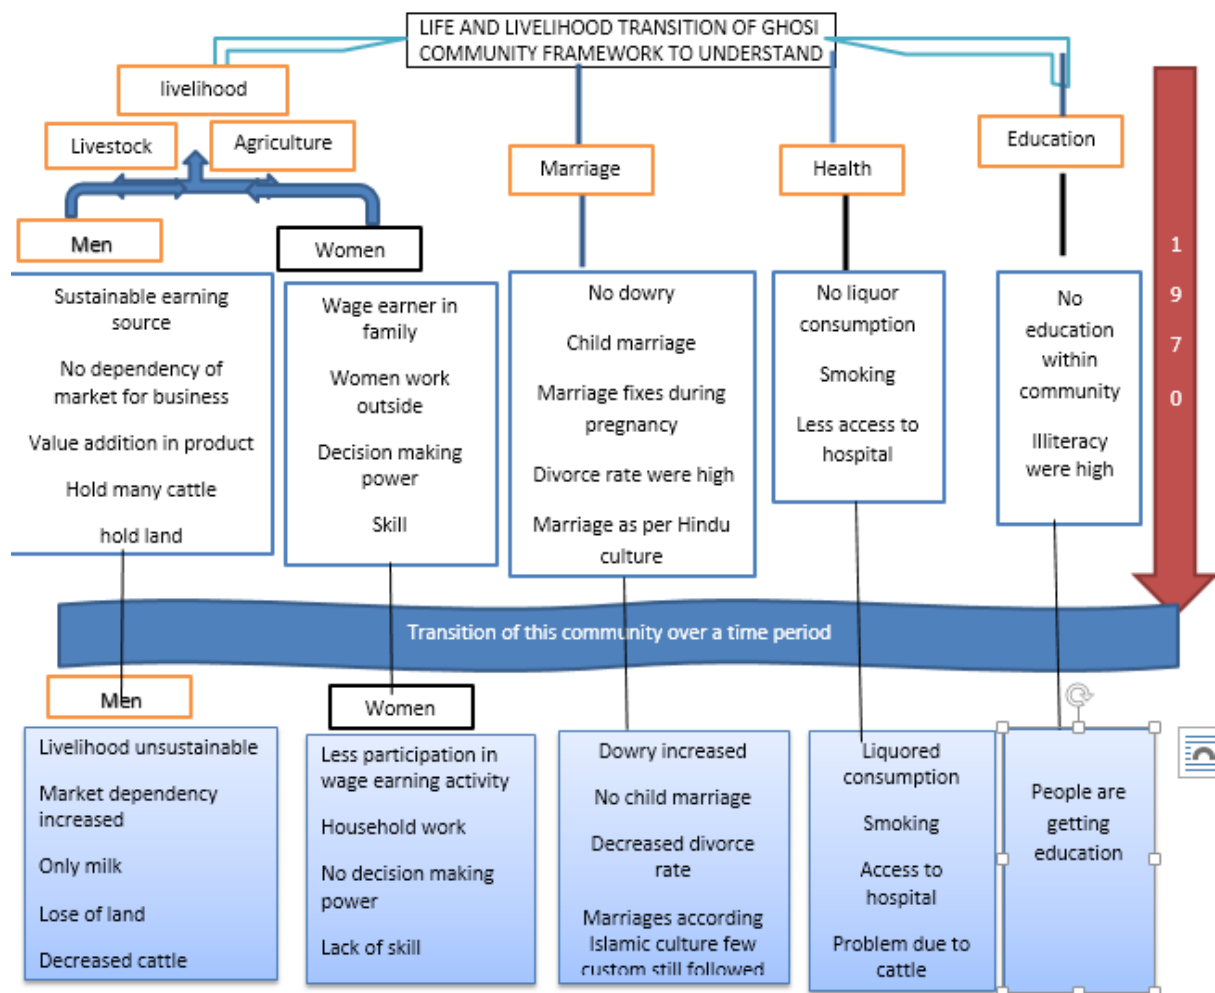 LIFE AND LIVELIHOOD TRANSITION OF GHOSI
COMMUNITY FRAMEWORK TO UNDERSTAND
livelihood
Livestock
Agriculture
Marriage
Health
Education
Men
Women
1
9
7
0
Sustainable earning
source
No dependency of
market for business
Value addition in product
Hold many cattle
hold land
Wage earner in
family
Women work
outside
Decision making
power
Skill
No dowry
Child marriage
Marriage fixes during
pregnancy
Divorce rate were high
Marriage as per Hindu
culture
No liquor
consumption
Smoking
Less access to
hospital
No
education
within
community
Illiteracy
were high
Transition of this community over a time period
Men
Women
Livelihood unsustainable
Market dependency
increased
Only milk
Lose of land
Decreased cattle
Less participation in
wage earning activity
Household work
No decision making
power
Lack of skill
Dowry increased
No child marriage
Decreased divorce
rate
Marriages according
Islamic culture few
custom still followed
Liquored
consumption
Smoking
Access to
hospital
Problem due to
cattle
People are
getting
education